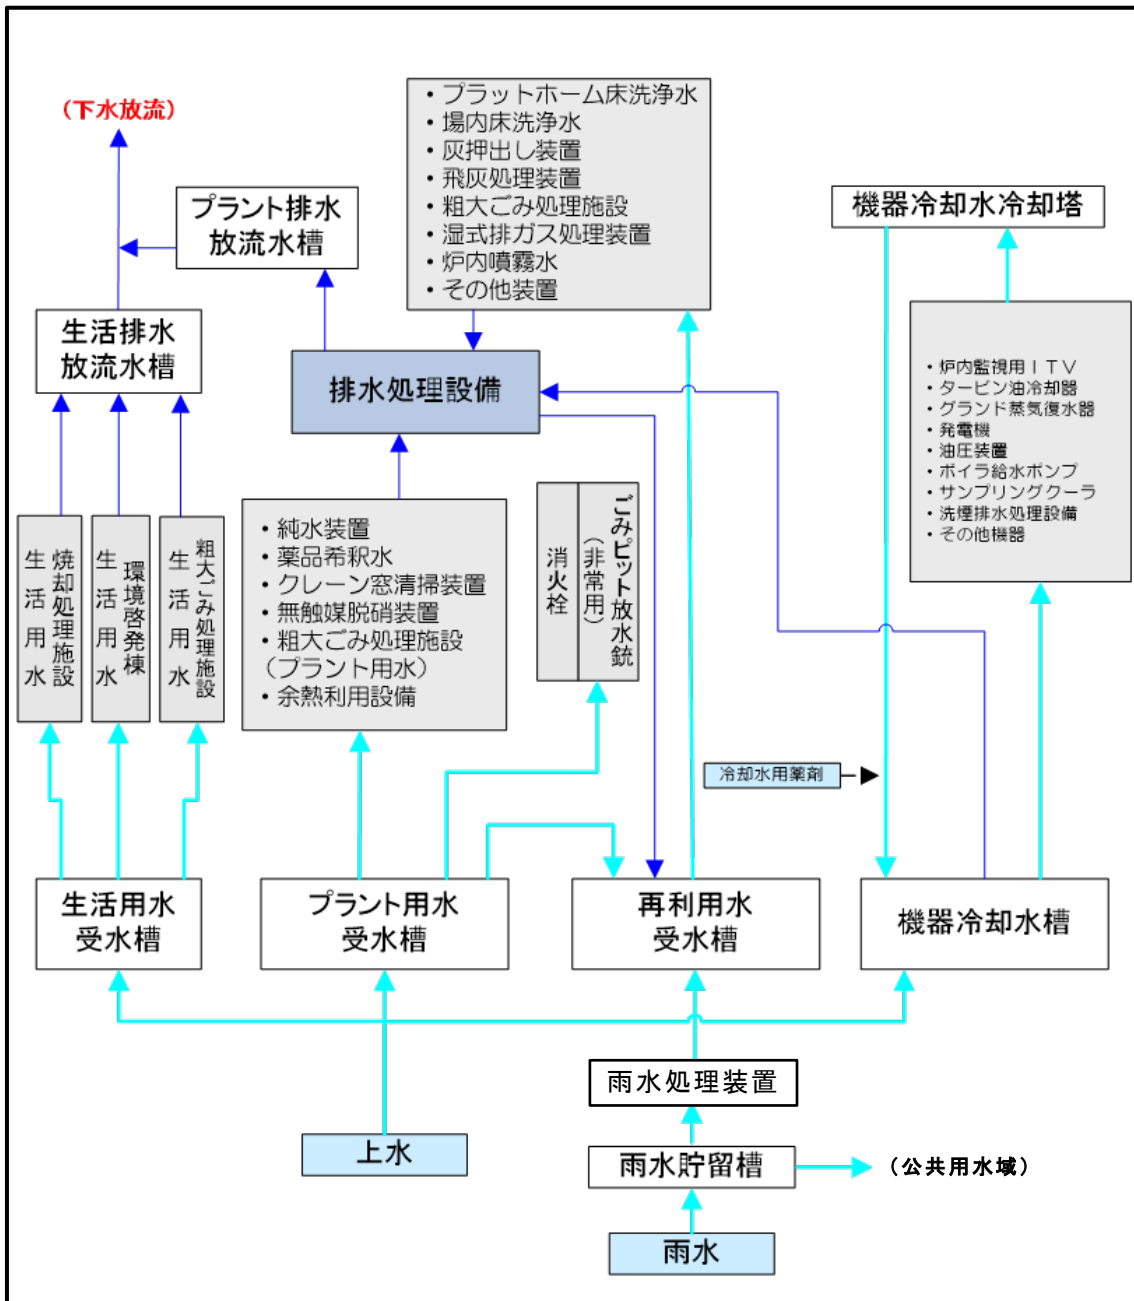 (下水放流)
・プラットホーム床洗浄水
・場内床洗浄水
・灰押出し装置
・飛灰処理装置
・粗大ごみ処理施設
・湿式排ガス処理装置
・炉内噴霧水
・その他装置
プラント排水
放流水槽
機器冷却水冷却塔
生活排水
放流水槽
排水処理設備
・炉内監視用ITV
・タービン油冷却器
・グランド蒸気復水器
・発電機
・油圧装置
・ボイラ給水ポンプ
・サンプリングクーラ
・洗煙排水処理設備
・その他機器
焼却処理施設
生活用水
環境啓発棟
生活用水
粗大ごみ処理施設
生活用水
・純水装置
・薬品希釈水
・クレーン窓清掃装置
・無触媒脱硝装置
・粗大ごみ処理施設
(プラント用水)
・余熱利用設備
消火栓
ごみピット放水銃
(非常用)
冷却水用薬剤
生活用水
受水槽
プラント用水
受水槽
再利用水
受水槽
機器冷却水槽
雨水処理装置
上水
雨水貯留槽
(公共用水域)
雨水